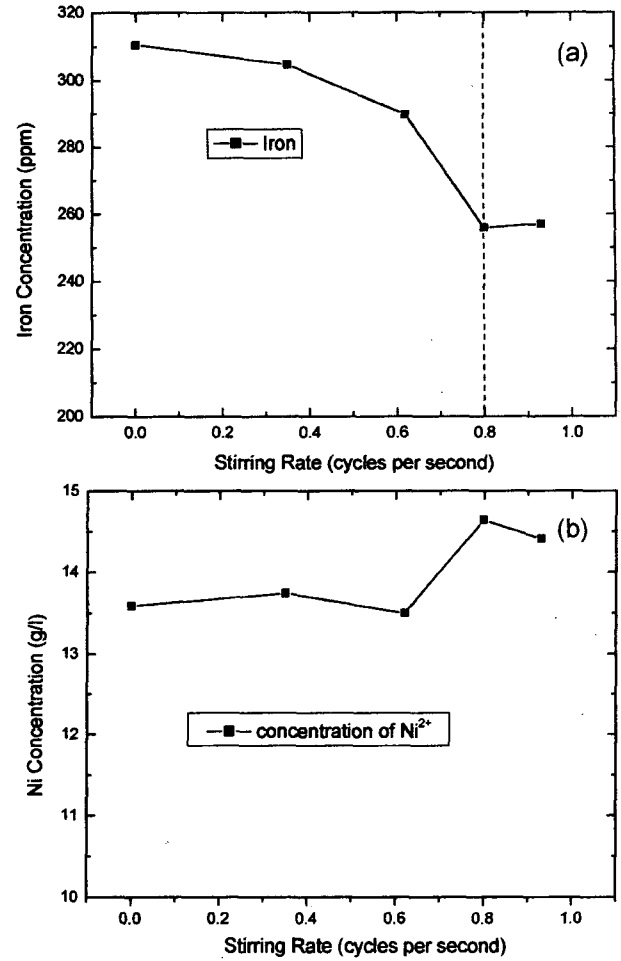 320
(a)
300
Iron
280
260
240
220
200
Iron Concentration (ppm)
0.0 0.2 0.4 0.6 0.8 1.0
Stirring Rate (cycles per second)
15
(b)
14
13
concentration of Ni²⁺
12
11
10
Ni Concentration (g/l)
0.0 0.2 0.4 0.6 0.8 1.0
Stirring Rate (cycles per second)